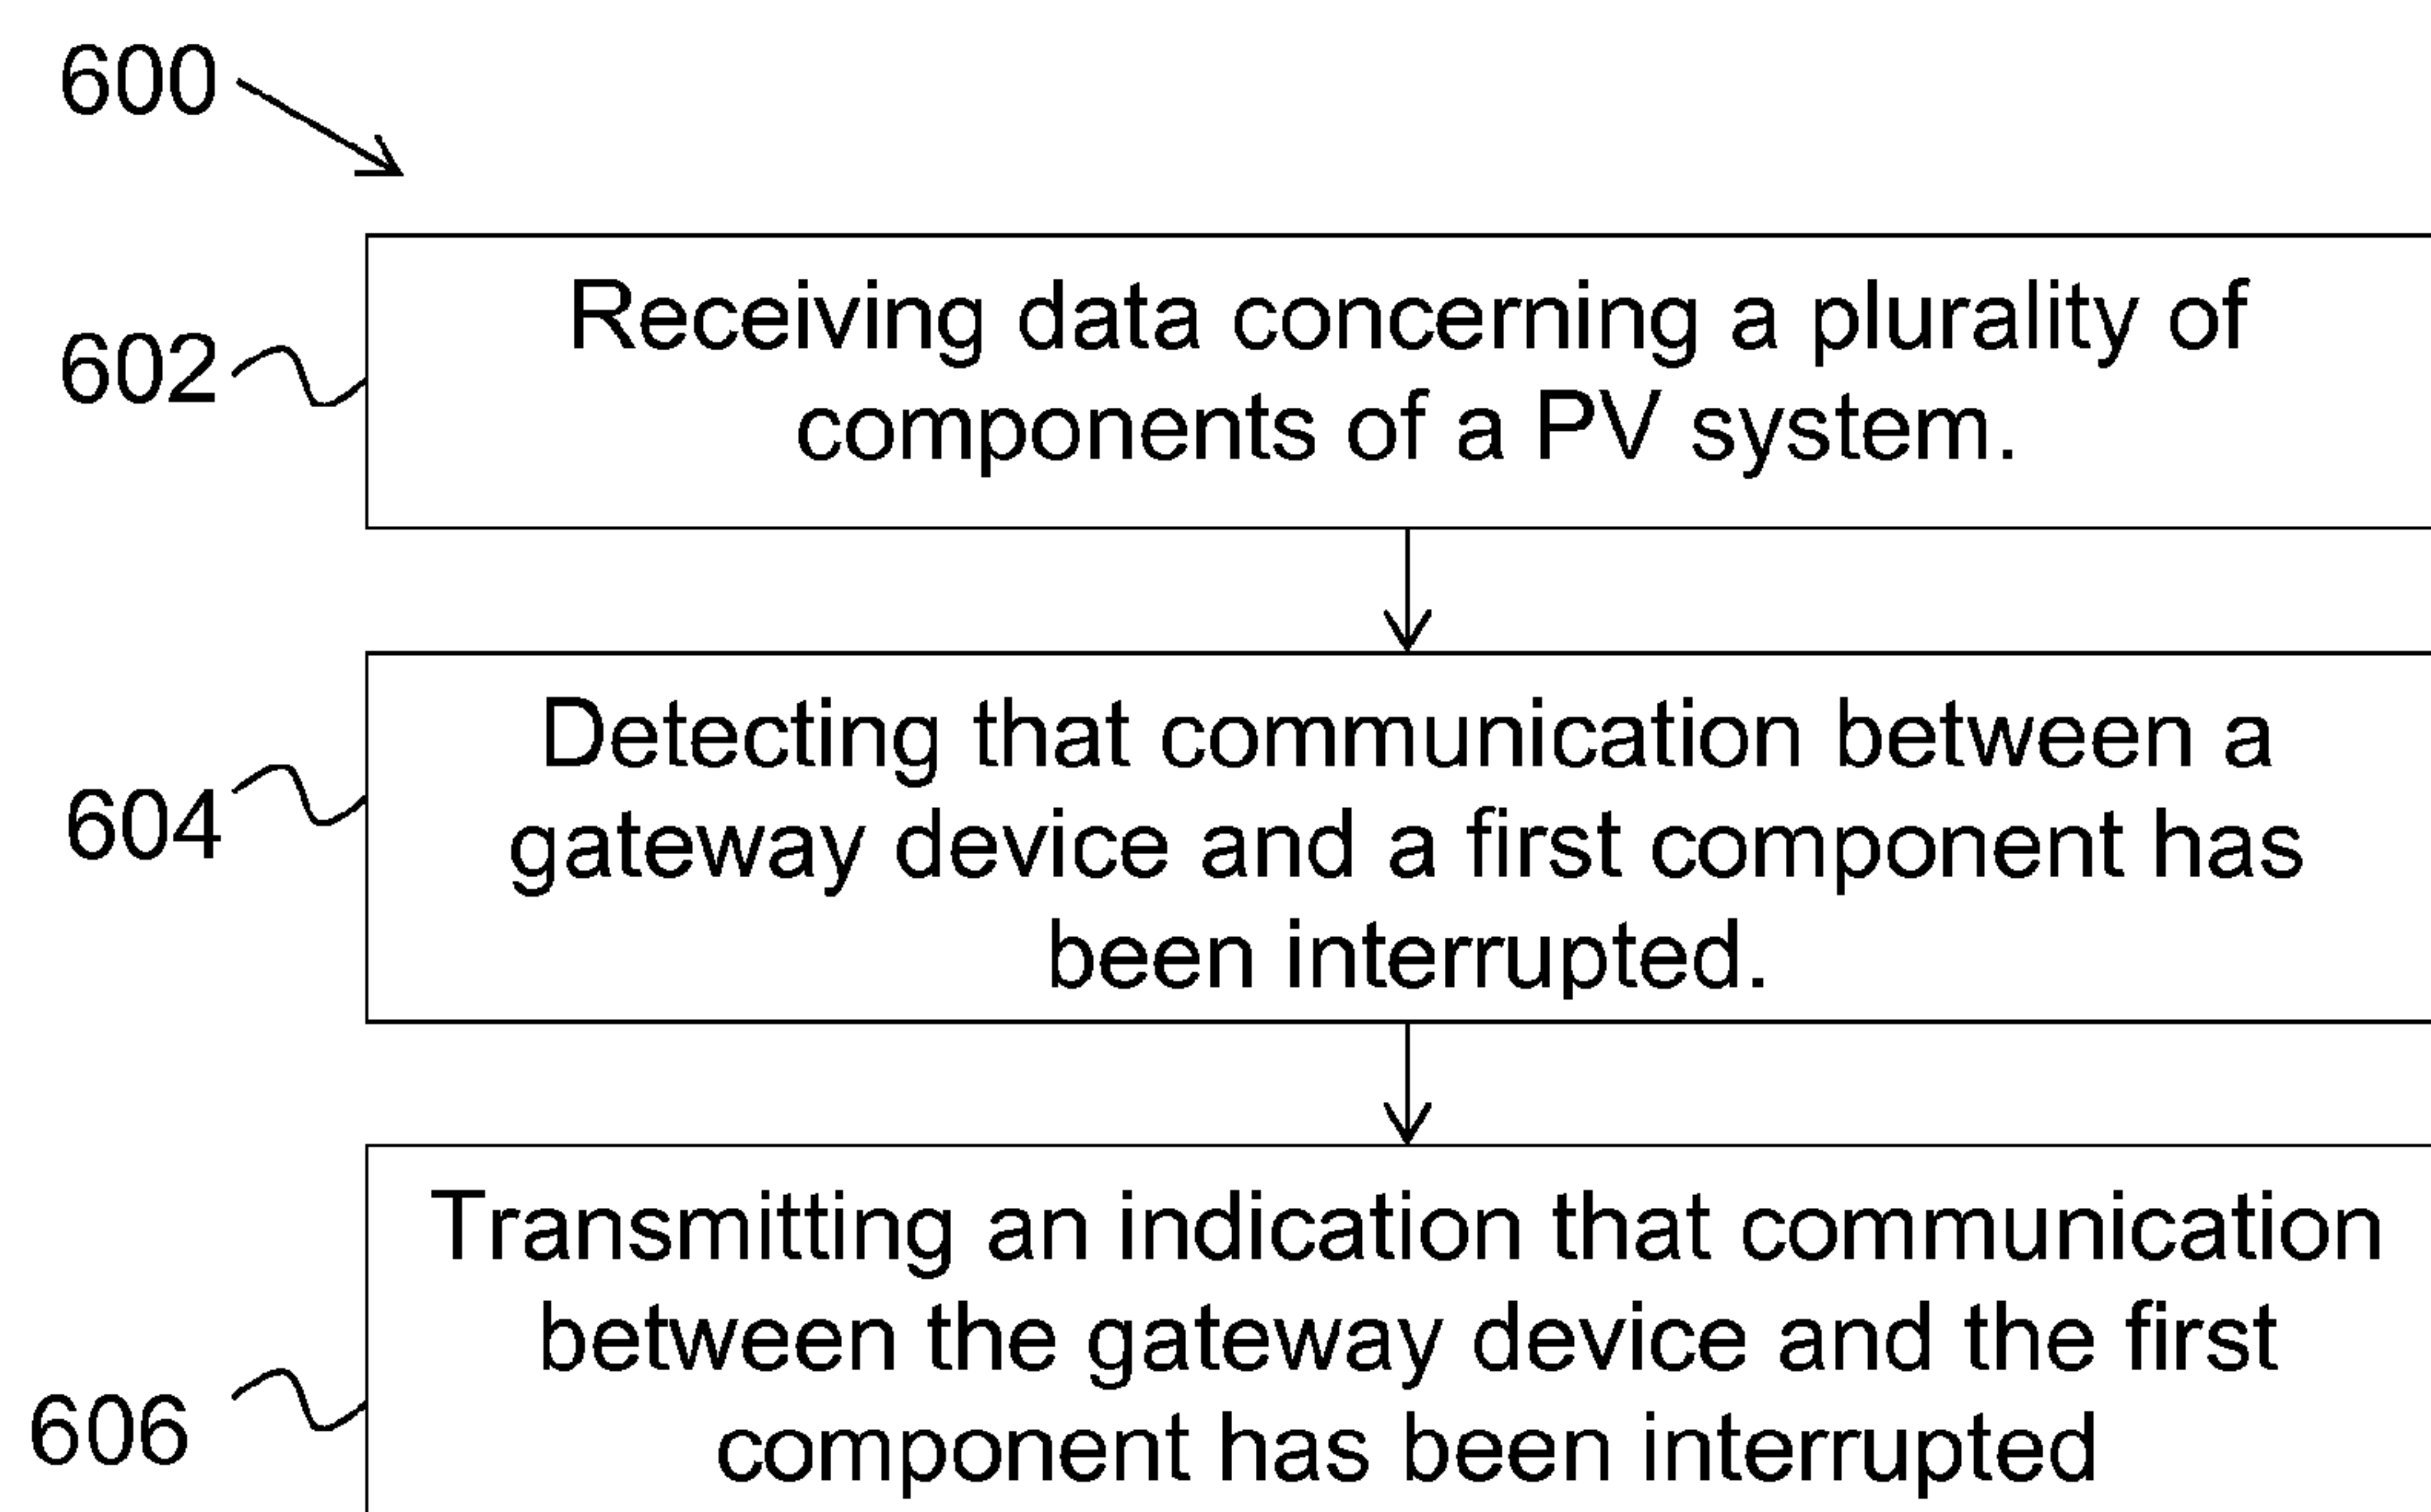 600
602
Receiving data concerning a plurality of
components of a PV system.
604
Detecting that communication between a
gateway device and a first component has
been interrupted.
606
Transmitting an indication that communication
between the gateway device and the first
component has been interrupted